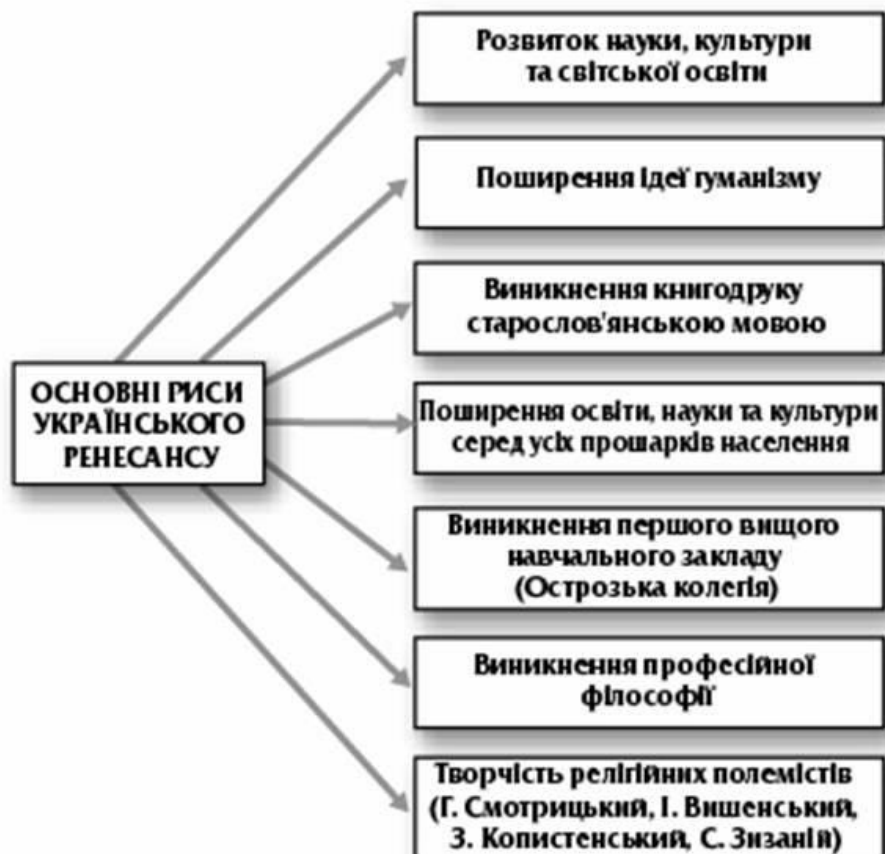 Розвиток науки, культури
та світської освіти
Поширення ідеї гуманізму
Виникнення книгодруку
старослов'янською мовою
ОСНОВНІ РИСИ
УКРАЇНСЬКОГО
РЕНЕСАНСУ
Поширення освіти, науки та культури
серед усіх прошарків населення
Виникнення першого вищого
навчального закладу
(Острозька колегія)
Виникнення професійної
філософії
Творчість релігійних полемістів
(Г. Смотрицький, І. Вишенський,
З. Копистенський, С. Зизаній)